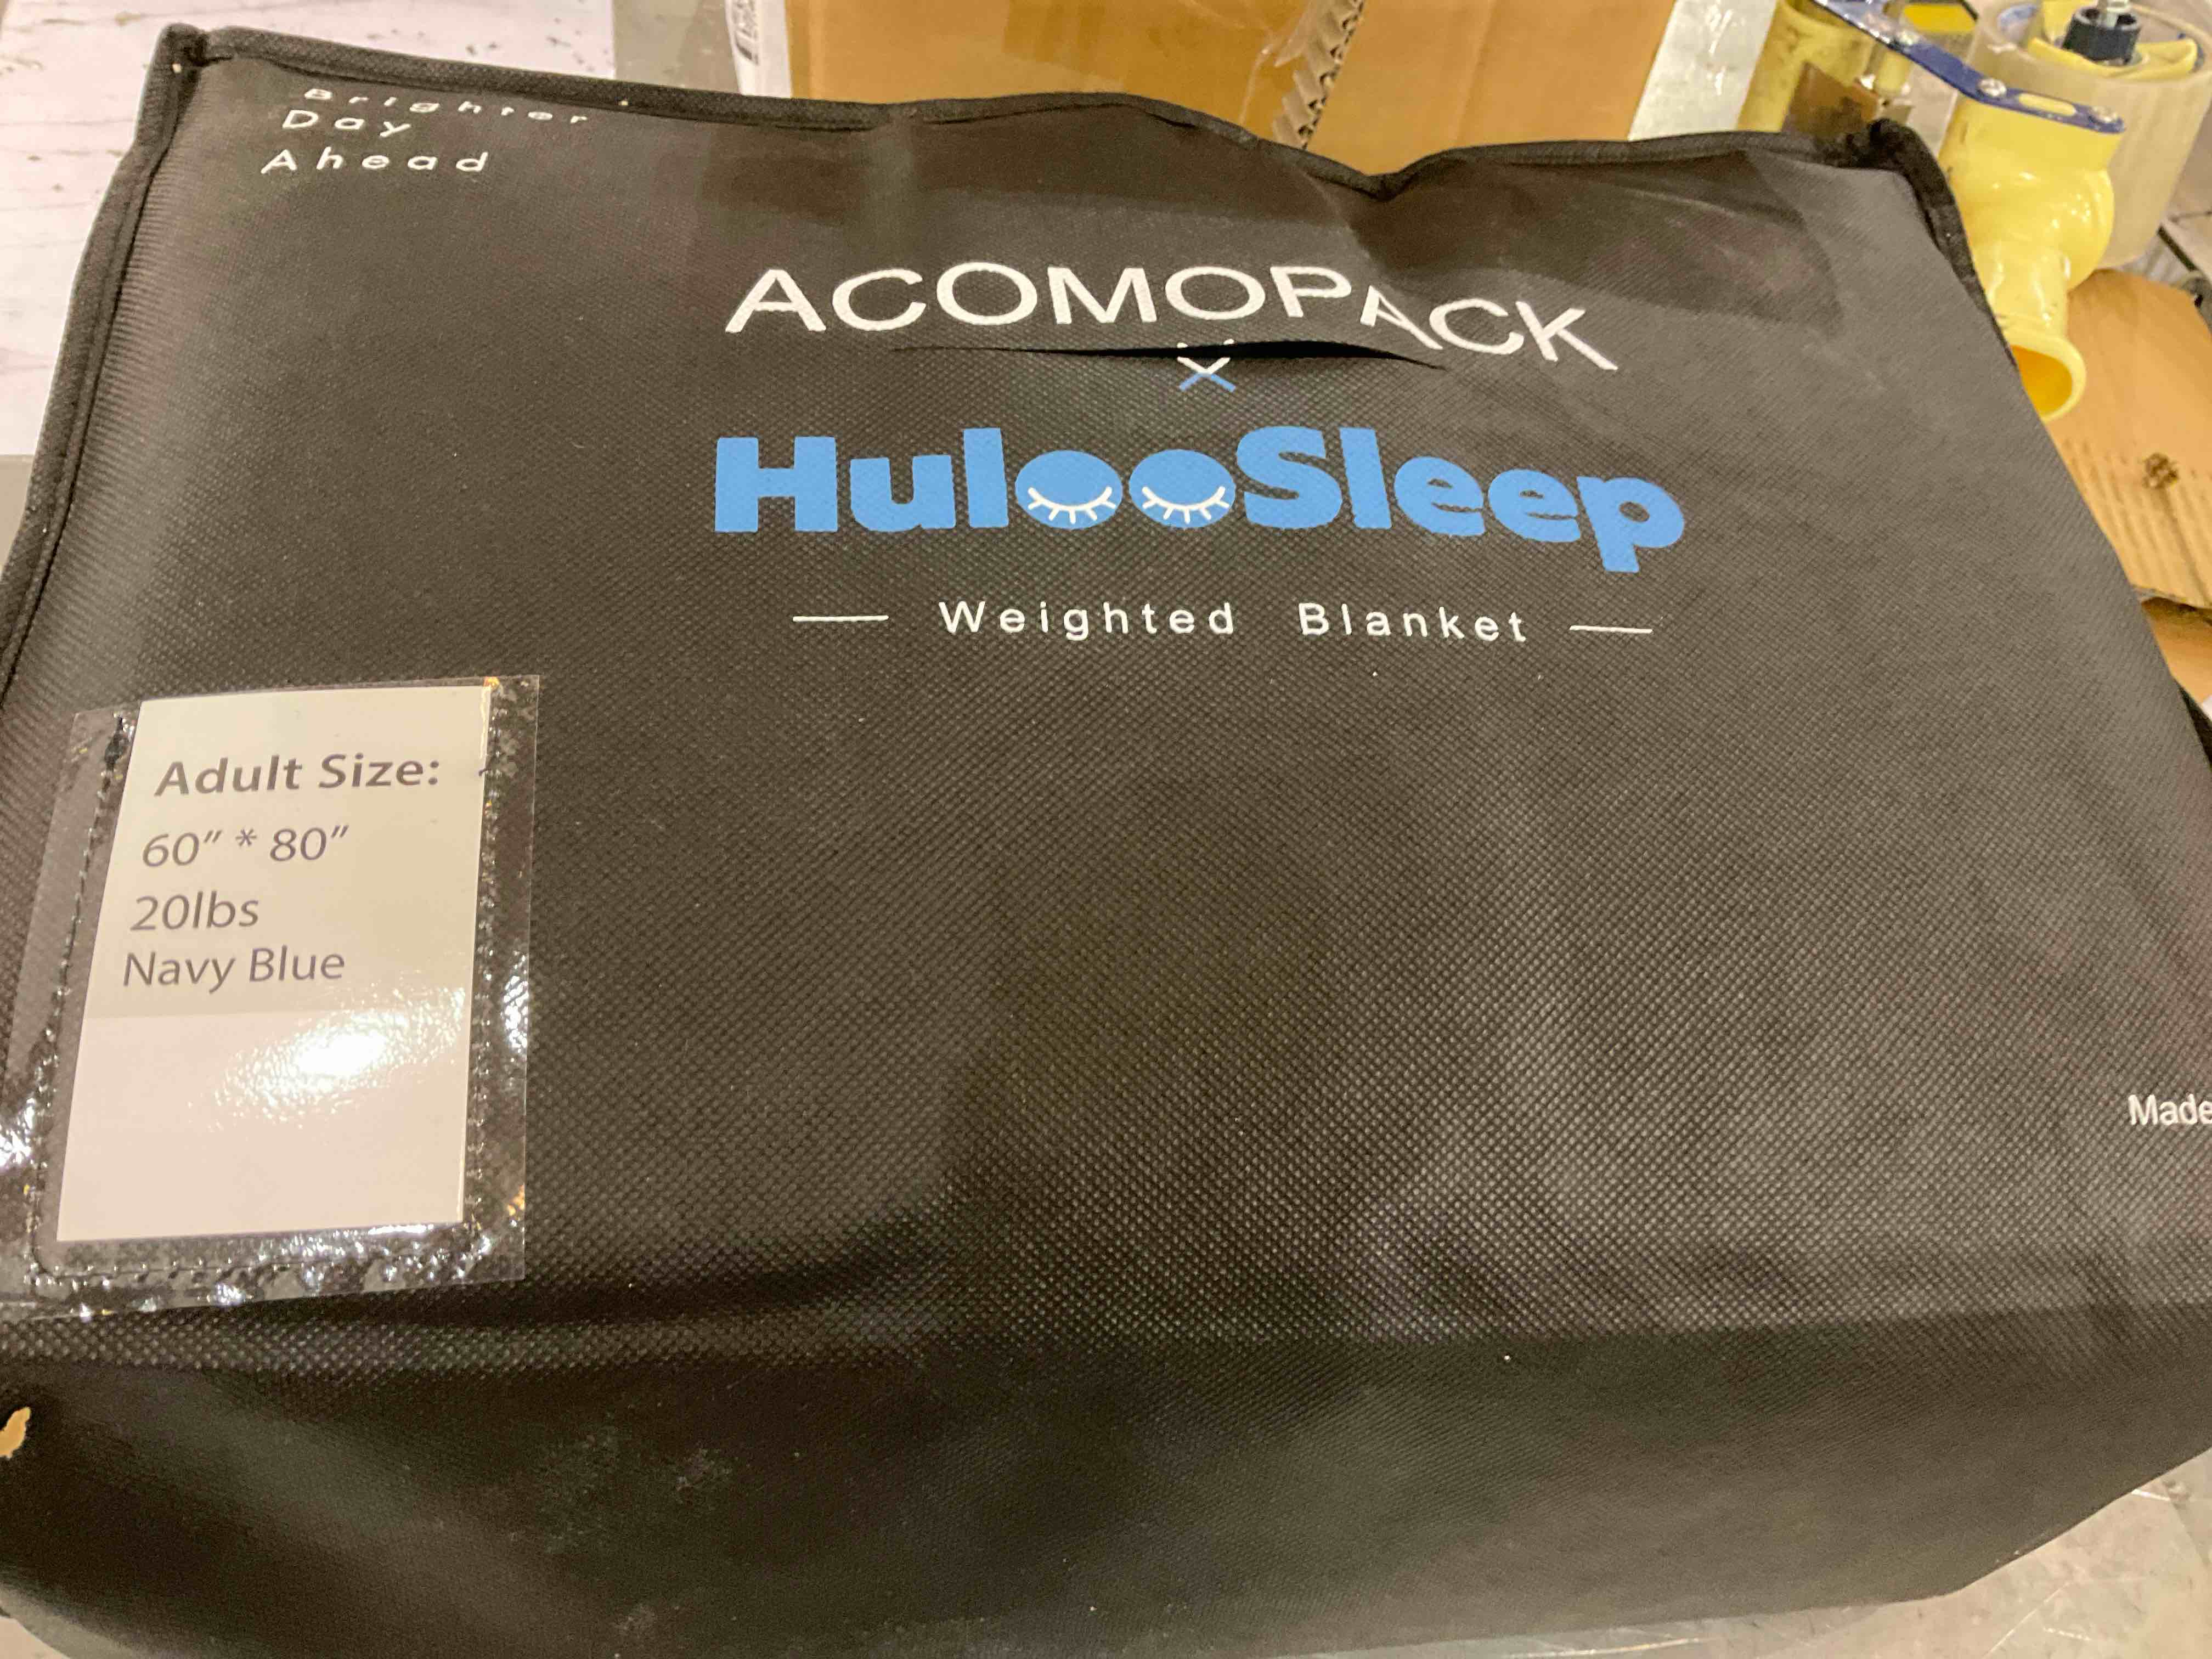 Brighter
Day
Ahead
ACOMOPACK
X
HulooSleep
Weighted Blanket
Adult Size:
60" * 80"
20lbs
Navy Blue
Made